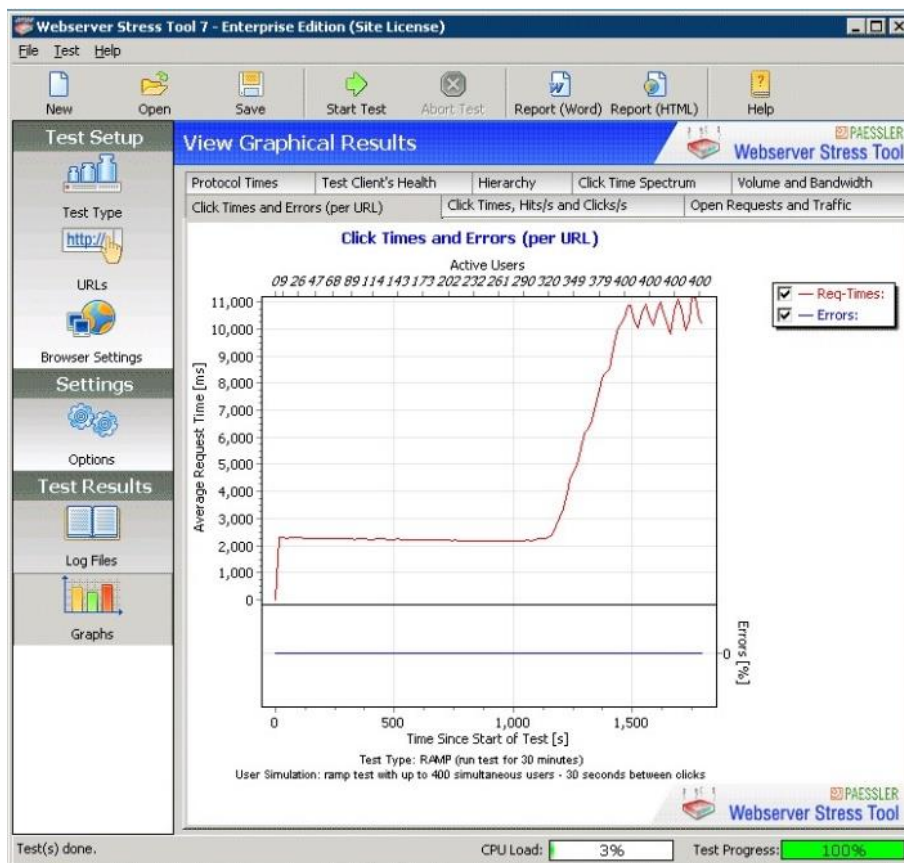 Webserver Stress Tool 7 - Enterprise Edition (Site License)
File Test Help
New Open Save Start Test Abort Test Report (Word) Report (HTML) Help
Test Setup
Test Type
http://
URLs
Browser Settings
Settings
Options
Test Results
Log Files
Graphs
View Graphical Results
PAESSLER
Webserver Stress Tool
Protocol Times Test Client's Health Hierarchy Click Time Spectrum Volume and Bandwidth
Click Times and Errors (per URL) Click Times, Hits/s and Clicks/s Open Requests and Traffic
Click Times and Errors (per URL)
Active Users
09 26 47 68 89 114 143 173 202 232 261 290 320 349 379 400 400 400 400
Req-Times:
Errors:
Average Request Time [ms]
11,000
10,000
9,000
8,000
7,000
6,000
5,000
4,000
3,000
2,000
1,000
0
0
Errors [%]
0 500 1,000 1,500
Time Since Start of Test [s]
Test Type: RAMP (run test for 30 minutes)
User Simulation: ramp test with up to 400 simultaneous users - 30 seconds between clicks
PAESSLER
Webserver Stress Tool
Test(s) done. CPU Load: 3% Test Progress: 100%